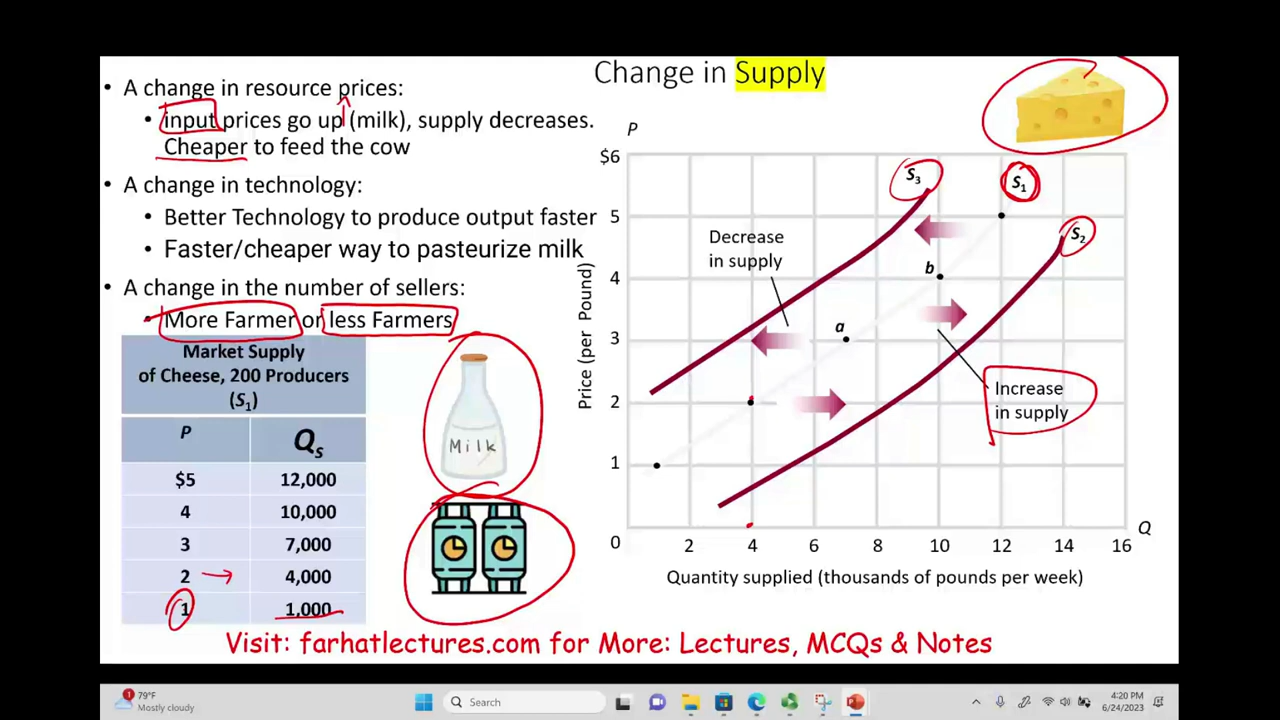 Change in Supply
• A change in resource prices:
• input prices go up (milk), supply decreases.
Cheaper to feed the cow
• A change in technology:
• Better Technology to produce output faster
• Faster/cheaper way to pasteurize milk
• A change in the number of sellers:
• More Farmer or less Farmers
Market Supply
of Cheese, 200 Producers
(S1)
P Qs
$5 12,000
4 10,000
3 7,000
2 4,000
1 1,000
Milk
P
$6
5
4
3
2
1
0
Price (per Pound)
S3
S1
S2
Decrease
in supply
b
a
Increase
in supply
2 4 6 8 10 12 14 16
Q
Quantity supplied (thousands of pounds per week)
Visit: farhatlectures.com for More: Lectures, MCQs & Notes
1
79°F
Mostly cloudy
Search
4:20 PM
6/24/2023